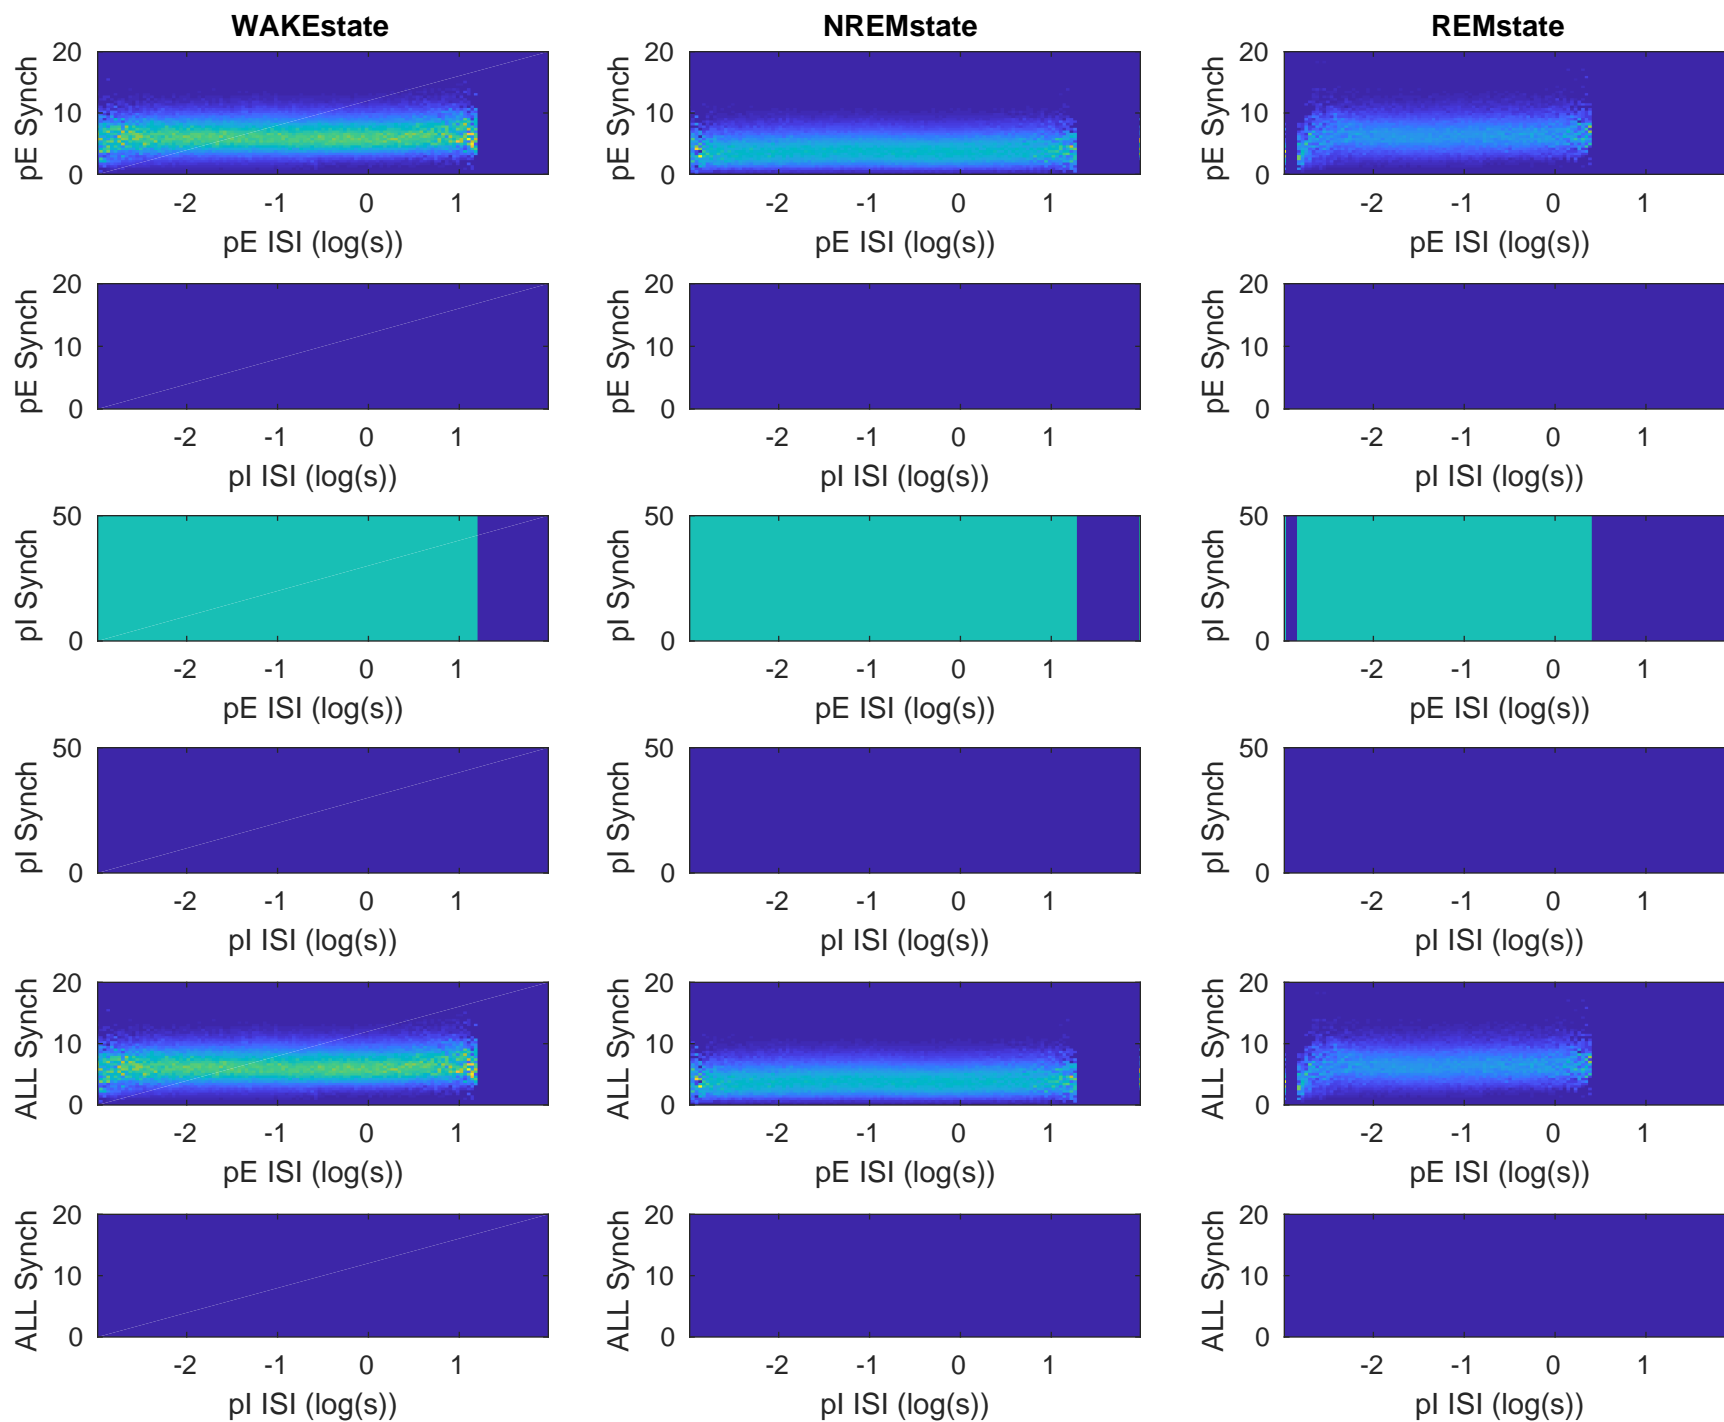 WAKEstate NREMstate REMstate
20 20 20
pE Synch pE Synch pE Synch
10 10 10
0 0 0
-2 -1 0 1 -2 -1 0 1 -2 -1 0 1
pE ISI (log(s)) pE ISI (log(s)) pE ISI (log(s))
20 20 20
pE Synch pE Synch pE Synch
10 10 10
0 0 0
-2 -1 0 1 -2 -1 0 1 -2 -1 0 1
pI ISI (log(s)) pI ISI (log(s)) pI ISI (log(s))
50 50 50
pI Synch pI Synch pI Synch
0 0 0
-2 -1 0 1 -2 -1 0 1 -2 -1 0 1
pE ISI (log(s)) pE ISI (log(s)) pE ISI (log(s))
50 50 50
pI Synch pI Synch pI Synch
0 0 0
-2 -1 0 1 -2 -1 0 1 -2 -1 0 1
pI ISI (log(s)) pI ISI (log(s)) pI ISI (log(s))
20 20 20
ALL Synch ALL Synch ALL Synch
10 10 10
0 0 0
-2 -1 0 1 -2 -1 0 1 -2 -1 0 1
pE ISI (log(s)) pE ISI (log(s)) pE ISI (log(s))
20 20 20
ALL Synch ALL Synch ALL Synch
10 10 10
0 0 0
-2 -1 0 1 -2 -1 0 1 -2 -1 0 1
pI ISI (log(s)) pI ISI (log(s)) pI ISI (log(s))